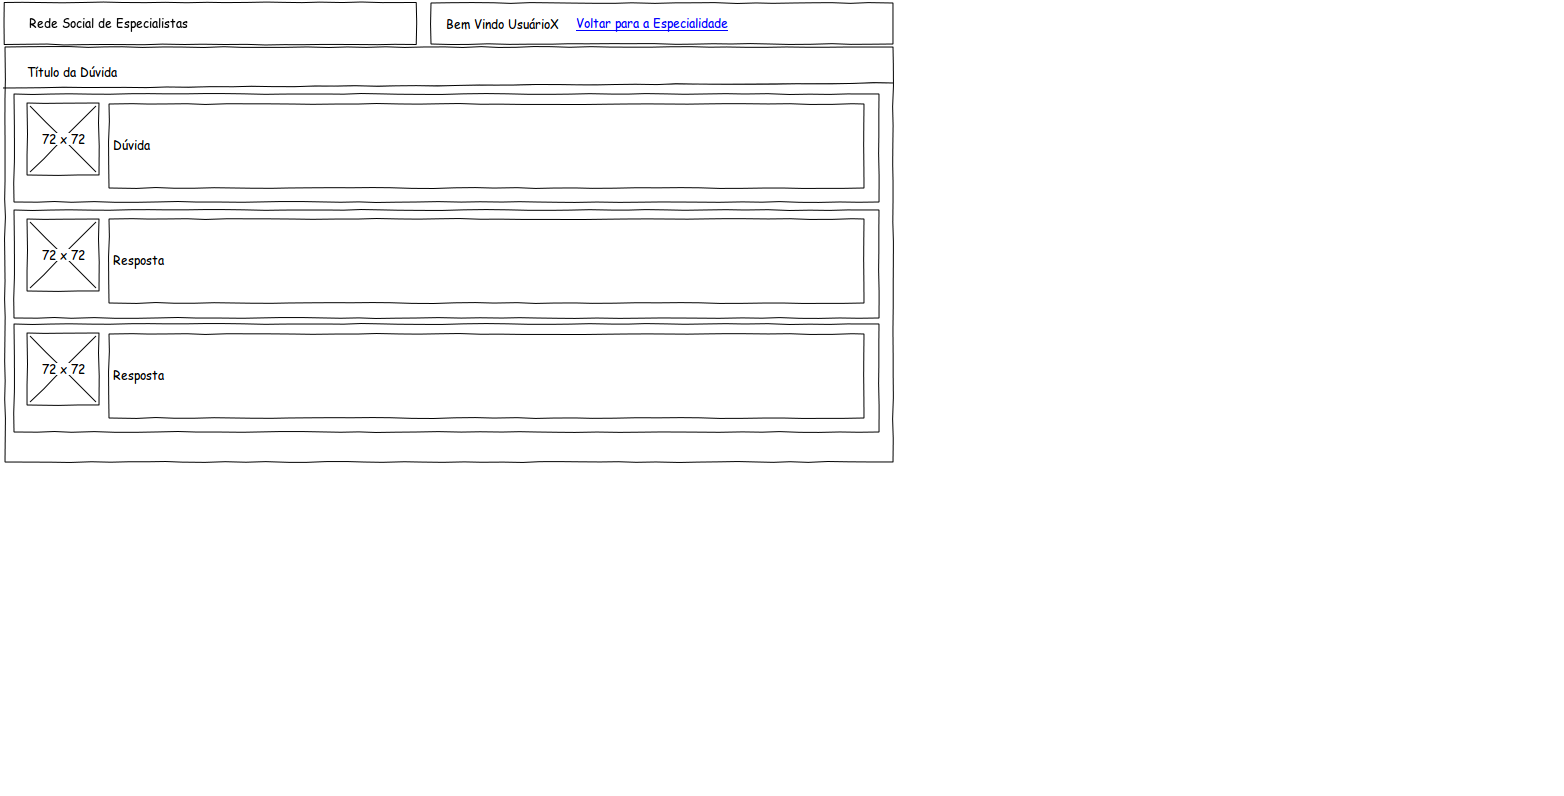 Rede Social de Especialistas
Bem Vindo UsuárioX Voltar para a Especialidade
Título da Dúvida
72 x 72
Dúvida
72 x 72
Resposta
72 x 72
Resposta